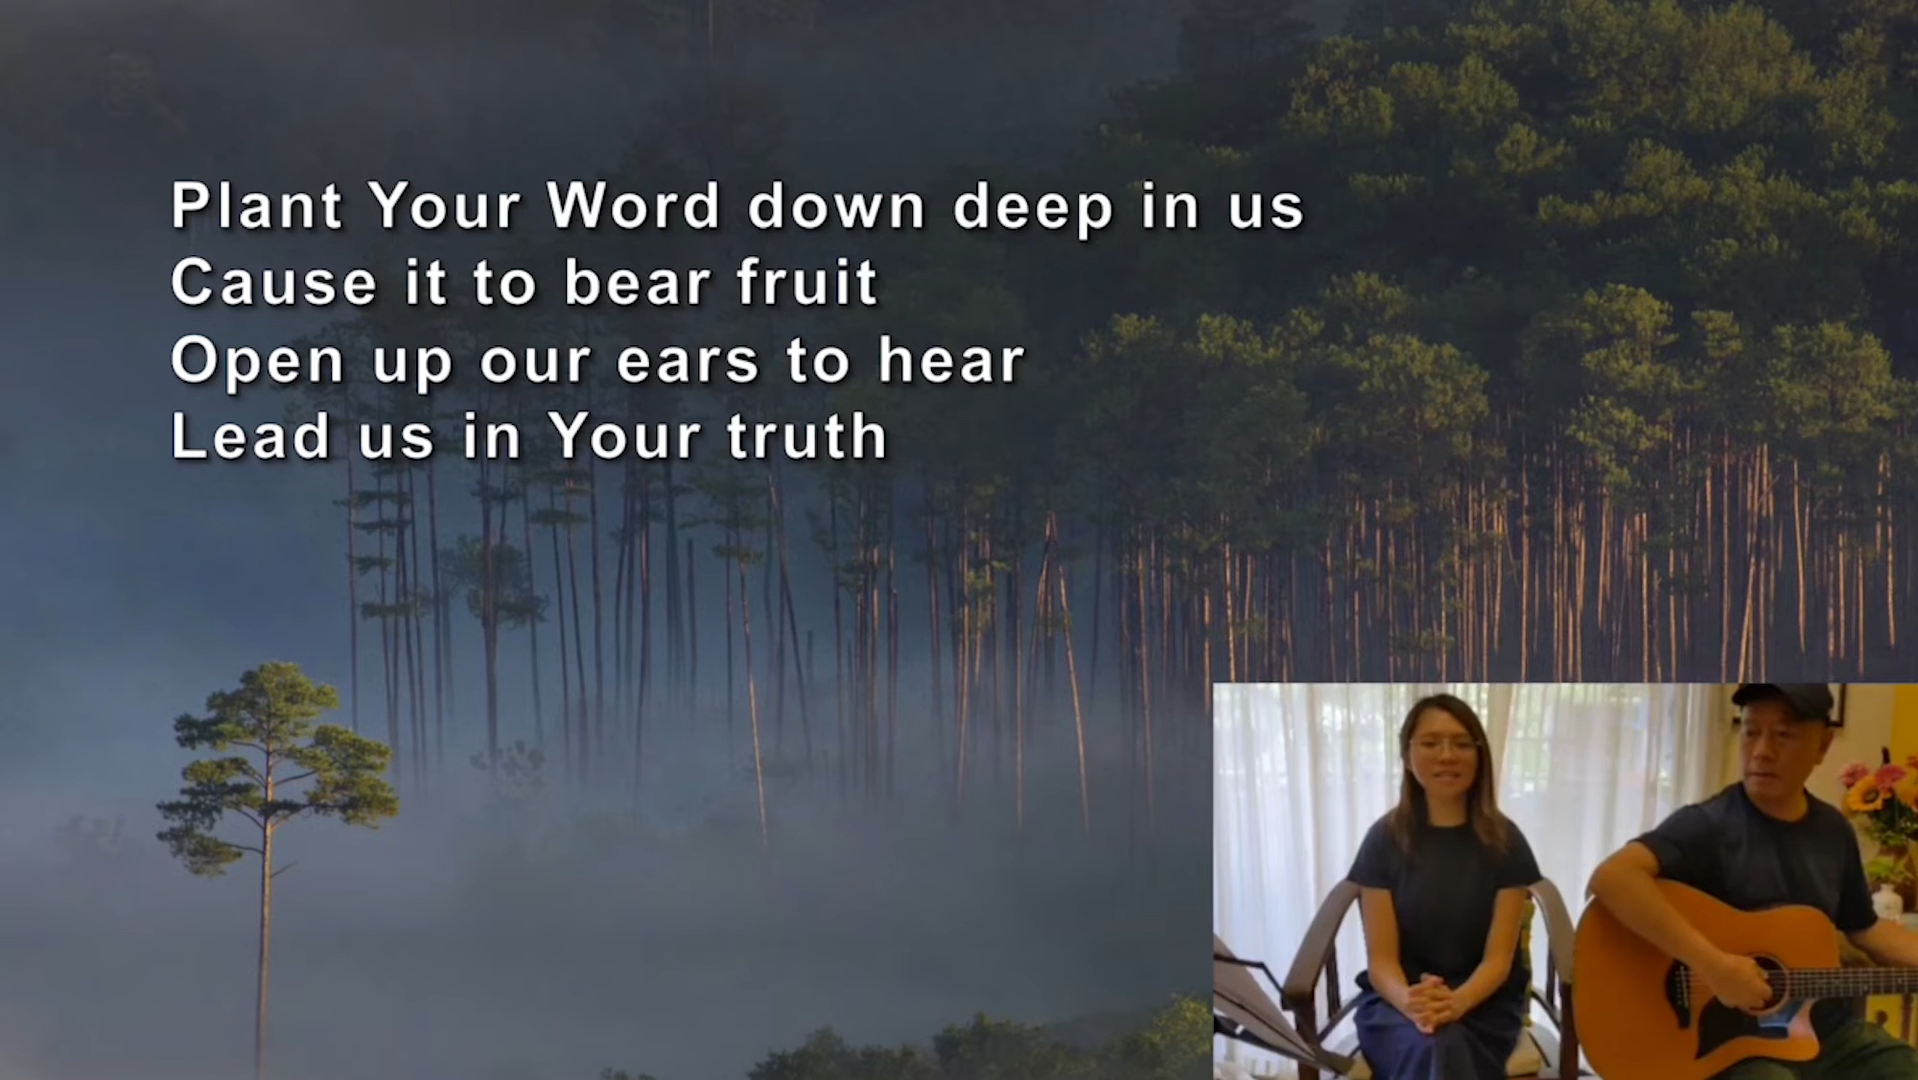 Plant Your Word down deep in us
Cause it to bear fruit
Open up our ears to hear
Lead us in Your truth